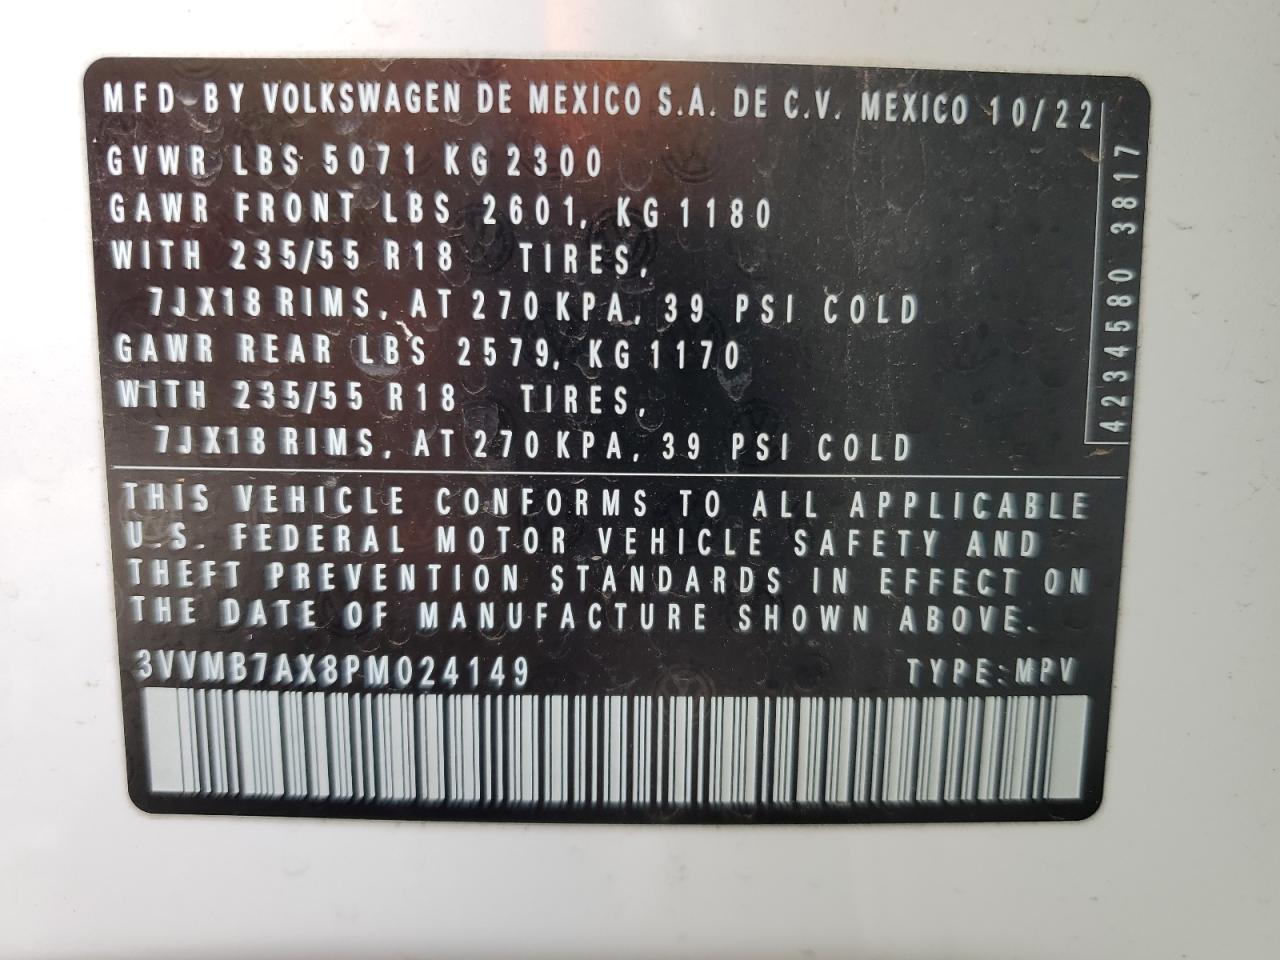 MFD BY VOLKSWAGEN DE MEXICO S.A. DE C.V. MEXICO 10/22
GVWR LBS 5071 KG 2300
GAWR FRONT LBS 2601, KG 1180
WITH 235/55 R18 TIRES,
7JX18 RIMS, AT 270 KPA, 39 PSI COLD
GAWR REAR LBS 2579, KG 1170
WITH 235/55 R18 TIRES,
7JX18 RIMS, AT 270 KPA, 39 PSI COLD
4234580 3817
THIS VEHICLE CONFORMS TO ALL APPLICABLE
U.S. FEDERAL MOTOR VEHICLE SAFETY AND
THEFT PREVENTION STANDARDS IN EFFECT ON
THE DATE OF MANUFACTURE SHOWN ABOVE.
3VVMB7AX8PM024149 TYPE: MPV